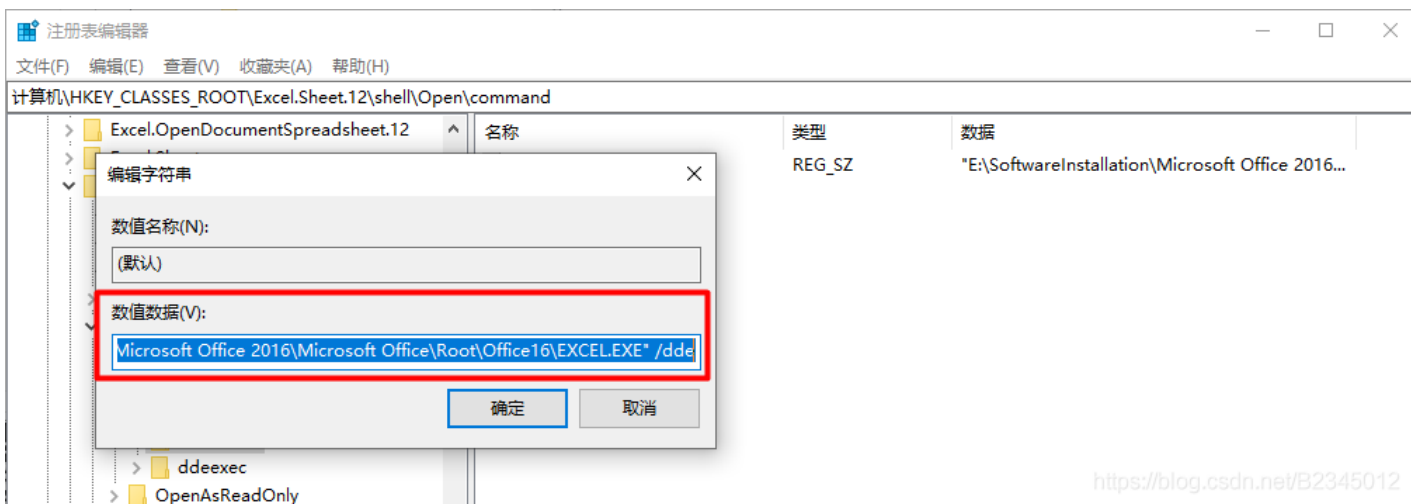 注册表编辑器
文件(F) 编辑(E) 查看(V) 收藏夹(A) 帮助(H)
计算机\HKEY_CLASSES_ROOT\Excel.Sheet.12\shell\Open\command
Excel.OpenDocumentSpreadsheet.12
名称 类型 数据
REG_SZ "E:\SoftwareInstallation\Microsoft Office 2016...
编辑字符串
数值名称(N):
(默认)
数值数据(V):
Microsoft Office 2016\Microsoft Office\Root\Office16\EXCEL.EXE" /dde
确定 取消
ddeexec
OpenAsReadOnly
https://blog.csdn.net/B2345012